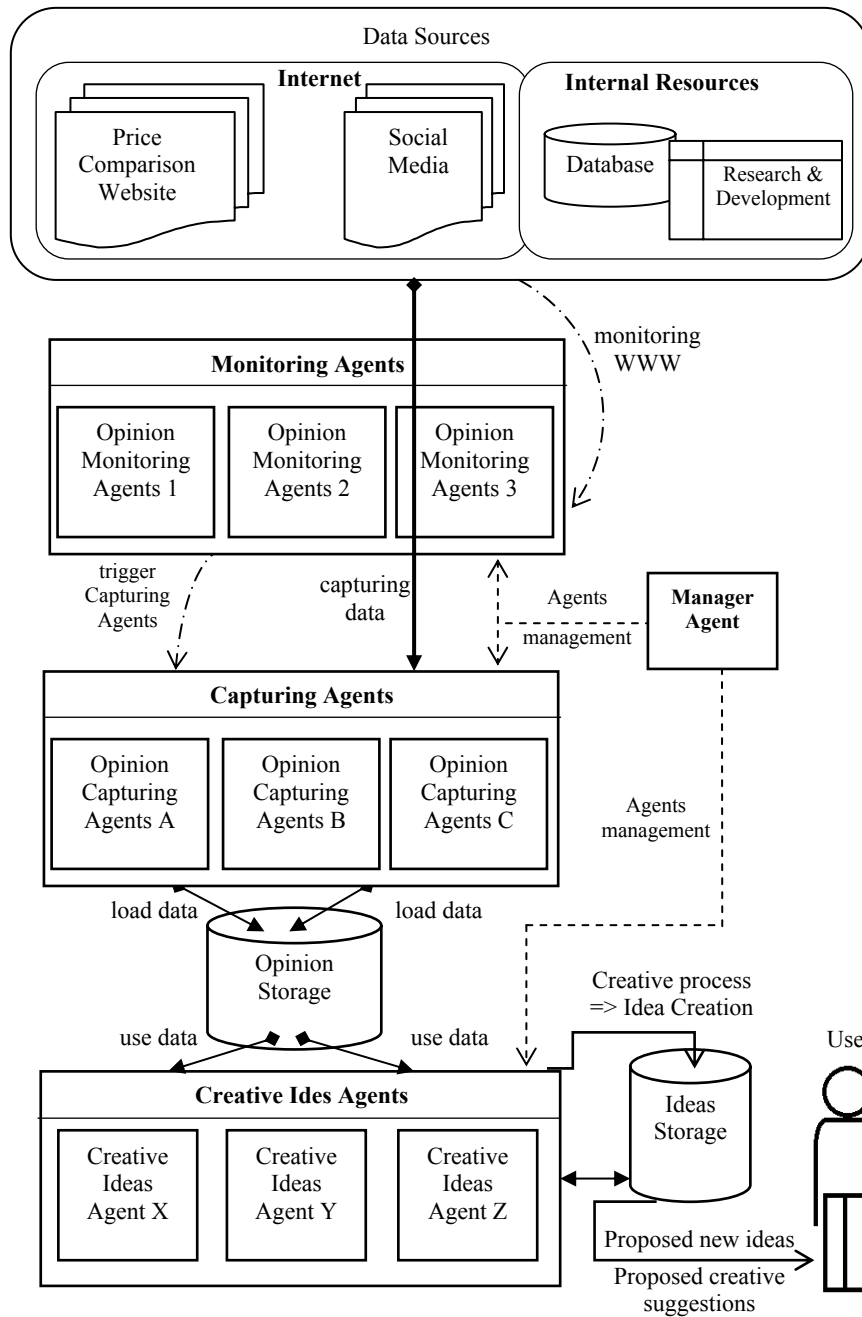 Data Sources
Internet
Internal Resources
Price
Comparison
Website
Social
Media
Database
Research &
Development
monitoring
WWW
Monitoring Agents
Opinion
Monitoring
Agents 1
Opinion
Monitoring
Agents 2
Opinion
Monitoring
Agents 3
trigger
Capturing
Agents
capturing
data
Agents
management
Manager
Agent
Capturing Agents
Opinion
Capturing
Agents A
Opinion
Capturing
Agents B
Opinion
Capturing
Agents C
Agents
management
load data
load data
Opinion
Storage
Creative process
=> Idea Creation
use data
use data
Use
Creative Ides Agents
Ideas
Storage
Creative
Ideas
Agent X
Creative
Ideas
Agent Y
Creative
Ideas
Agent Z
Proposed new ideas
Proposed creative
suggestions